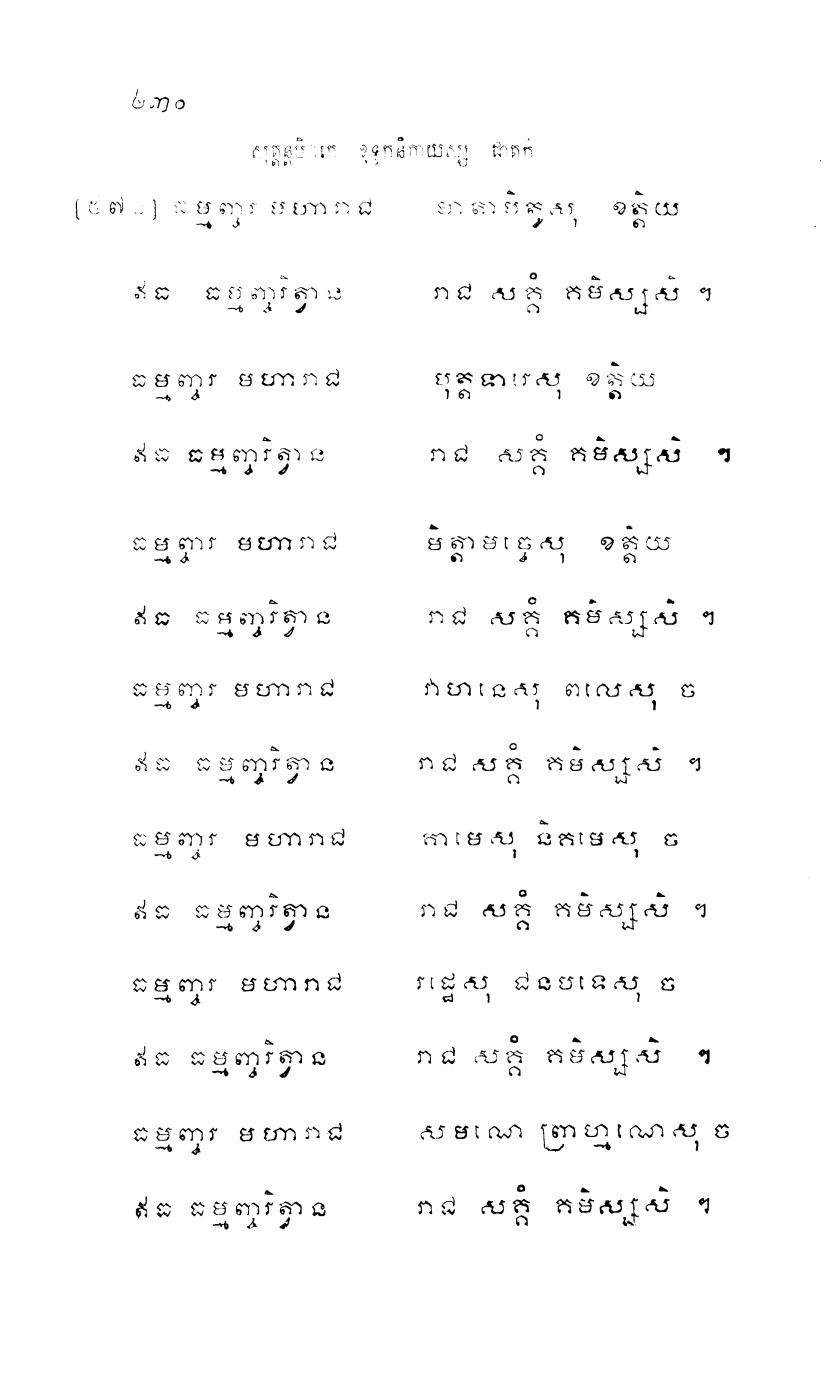 ២៣០
សុត្តន្តបិដកេ ខុទ្ទកនិកាយស្ស ជាតកំ
ធម្មញ្ចរ មហារាជ មាតាបិតូសុ ខត្តិយ
ឥធ ធម្មញ្ចរិត្វាន រាជ សគ្គំ គមិស្សសិ ។
ធម្មញ្ចរ មហារាជ បុត្តទារេសុ ខត្តិយ
ឥធ ធម្មញ្ចរិត្វាន រាជ សគ្គំ គមិស្សសិ ។
ធម្មញ្ចរ មហារាជ មិត្តាមច្ចេសុ ខត្តិយ
ឥធ ធម្មញ្ចរិត្វាន រាជ សគ្គំ គមិស្សសិ ។
ធម្មញ្ចរ មហារាជ វាហនេសុ ពលេសុ ច
ឥធ ធម្មញ្ចរិត្វាន រាជ សគ្គំ គមិស្សសិ ។
ធម្មញ្ចរ មហារាជ គាមេសុ និគមេសុ ច
ឥធ ធម្មញ្ចរិត្វាន រាជ សគ្គំ គមិស្សសិ ។
ធម្មញ្ចរ មហារាជ រដ្ឋេសុ ជនបទេសុ ច
ឥធ ធម្មញ្ចរិត្វាន រាជ សគ្គំ គមិស្សសិ ។
ធម្មញ្ចរ មហារាជ សមណេ ព្រាហ្មណេសុ ច
ឥធ ធម្មញ្ចរិត្វាន រាជ សគ្គំ គមិស្សសិ ។